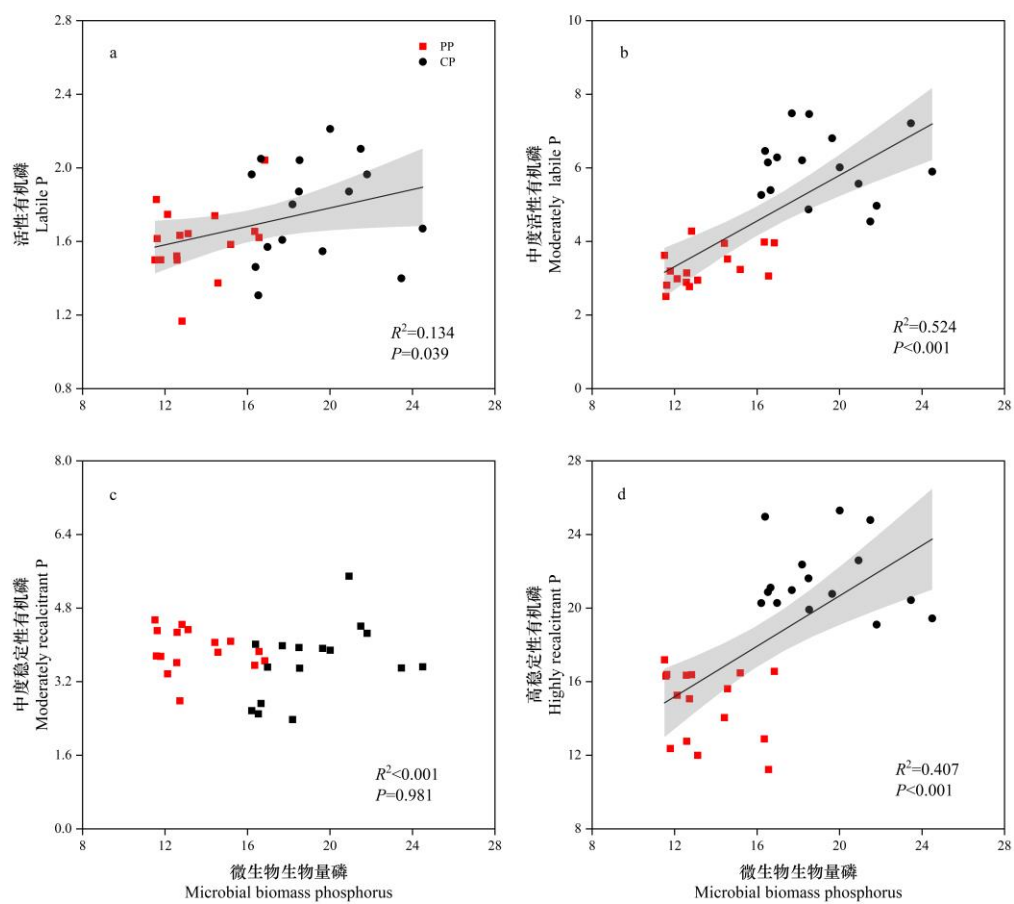 a
PP
CP
2.8
2.4
2.0
1.6
1.2
0.8
活性有机磷
Labile P
R²=0.134
P=0.039
8
12
16
20
24
28
b
10
8
6
4
2
0
中度活性有机磷
Moderately labile P
R²=0.524
P<0.001
8
12
16
20
24
28
c
8.0
6.4
4.8
3.2
1.6
0.0
中度稳定性有机磷
Moderately recalcitrant P
R²<0.001
P=0.981
8
12
16
20
24
28
微生物生物量磷
Microbial biomass phosphorus
d
28
24
20
16
12
8
高稳定性有机磷
Highly recalcitrant P
R²=0.407
P<0.001
8
12
16
20
24
28
微生物生物量磷
Microbial biomass phosphorus